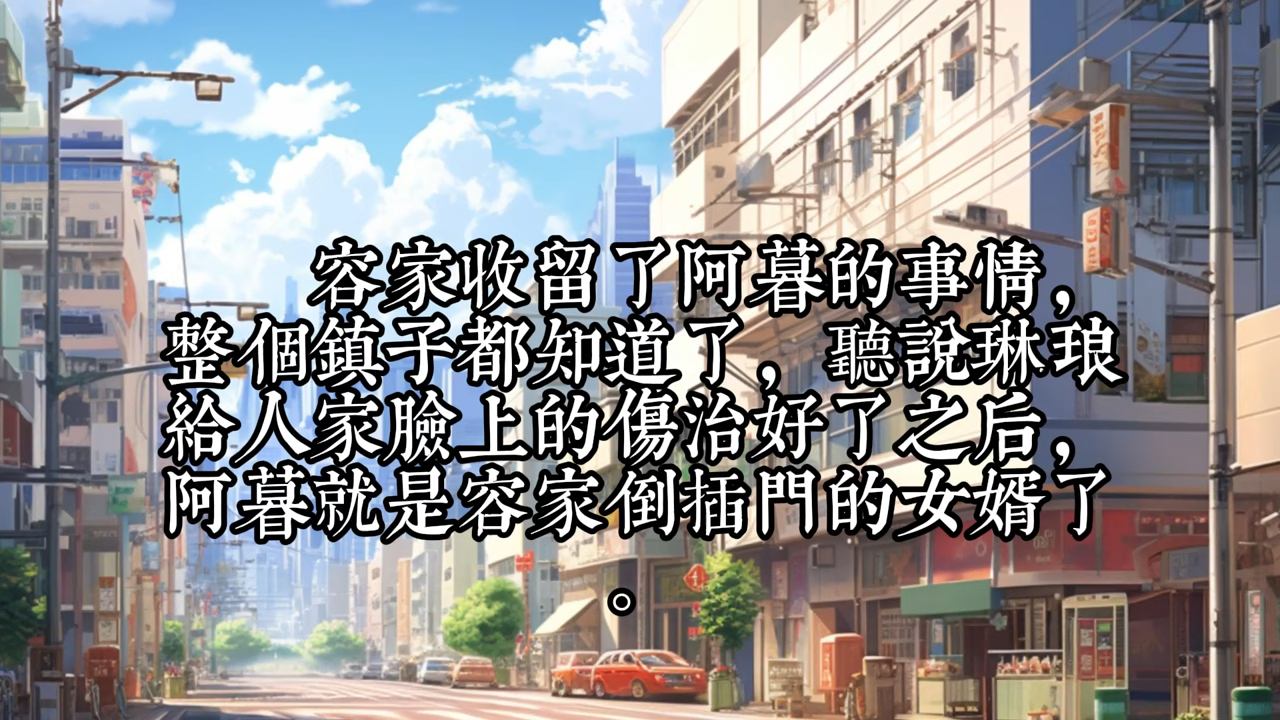 容家收留了阿暮的事情，
整個鎮子都知道了，聽說琳琅
給人家臉上的傷治好了之后，
阿暮就是容家倒插門的女婿了
。